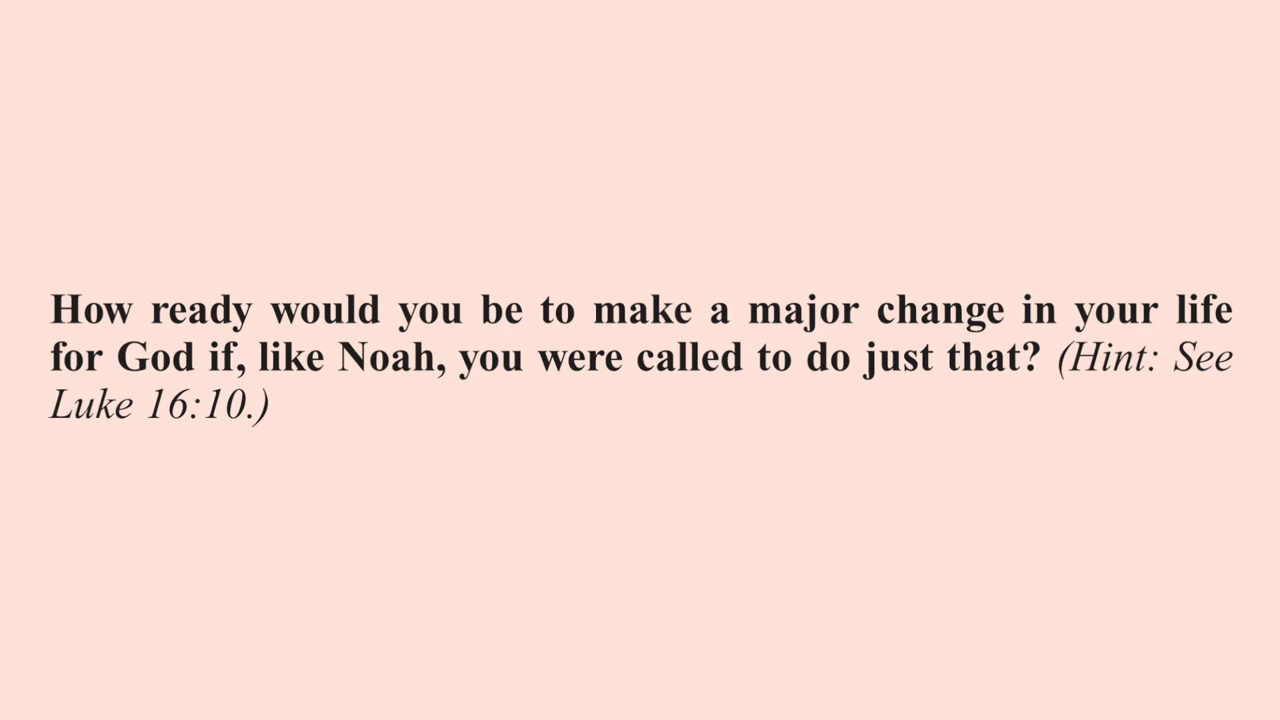 How ready would you be to make a major change in your life
for God if, like Noah, you were called to do just that? (Hint: See
Luke 16:10.)